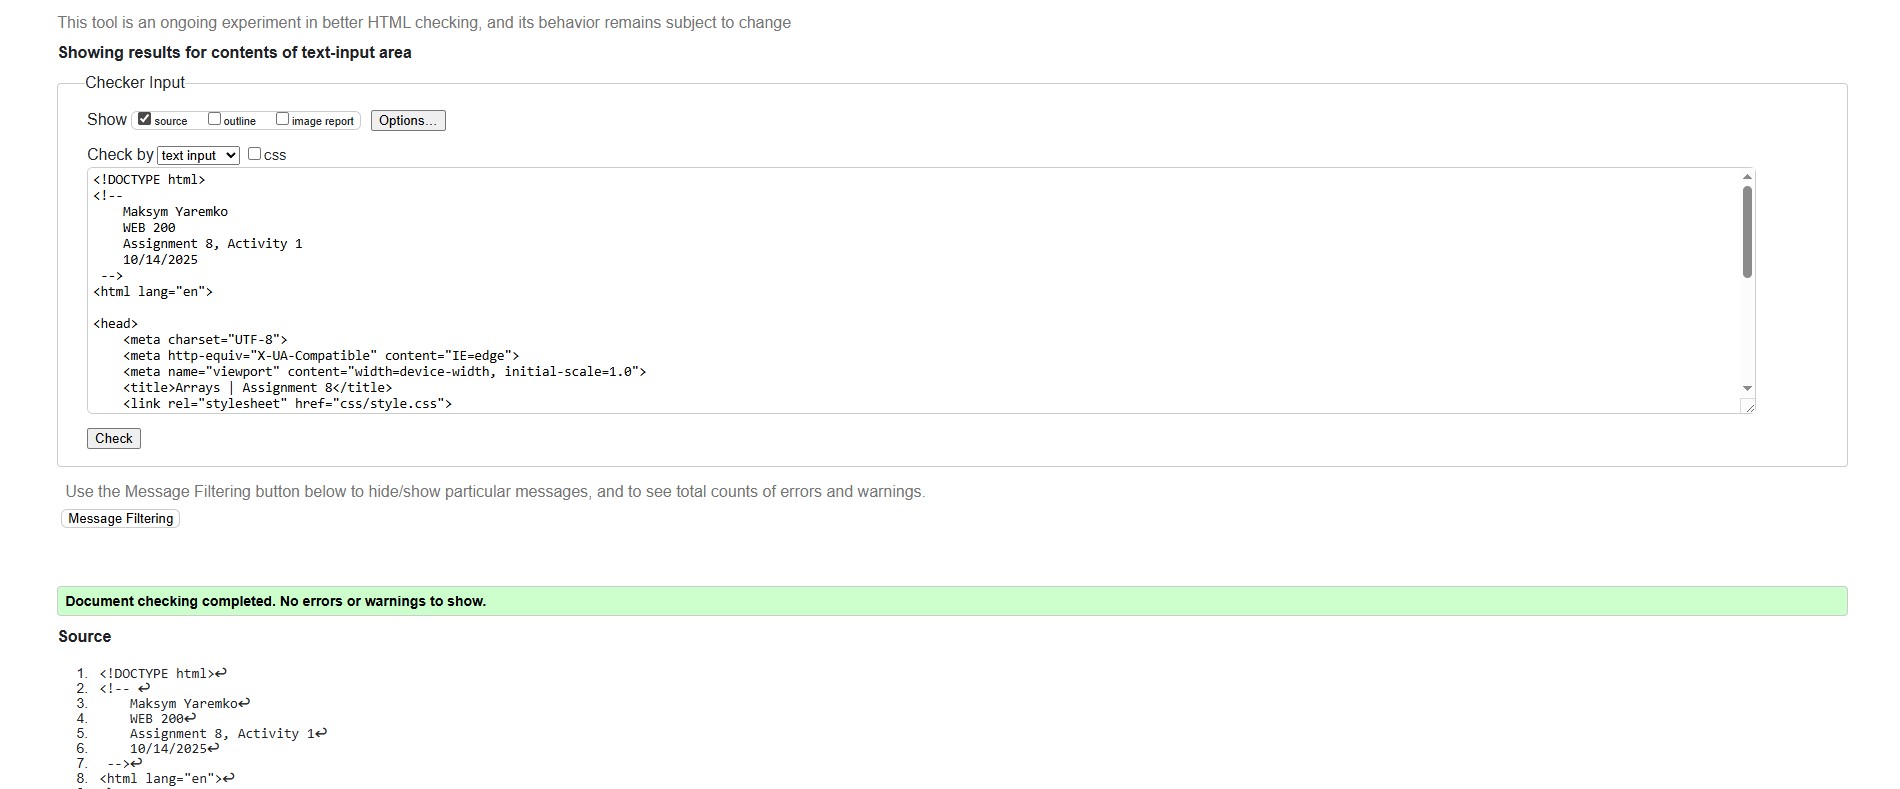 This tool is an ongoing experiment in better HTML checking, and its behavior remains subject to change
Showing results for contents of text-input area
Checker Input
Show source outline image report Options...
Check by text input css
<!DOCTYPE html>
<!--
    Maksym Yaremko
    WEB 200
    Assignment 8, Activity 1
    10/14/2025
 -->
<html lang="en">

<head>
    <meta charset="UTF-8">
    <meta http-equiv="X-UA-Compatible" content="IE=edge">
    <meta name="viewport" content="width=device-width, initial-scale=1.0">
    <title>Arrays | Assignment 8</title>
    <link rel="stylesheet" href="css/style.css">
Check
Use the Message Filtering button below to hide/show particular messages, and to see total counts of errors and warnings.
Message Filtering
Document checking completed. No errors or warnings to show.
Source
1. <!DOCTYPE html>↩
2. <!-- ↩
3.     Maksym Yaremko↩
4.     WEB 200↩
5.     Assignment 8, Activity 1↩
6.     10/14/2025↩
7.  -->↩
8. <html lang="en">↩